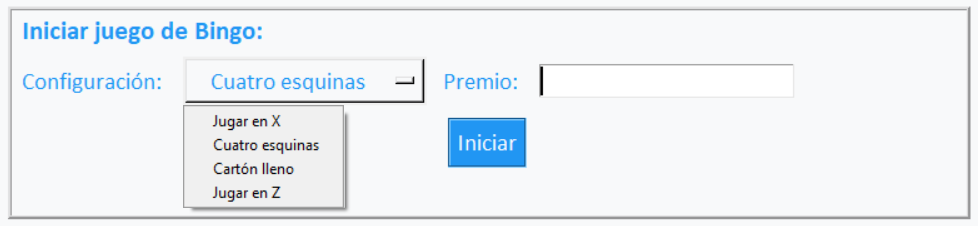 Iniciar juego de Bingo:
Configuración: Cuatro esquinas Premio:
Jugar en X
Cuatro esquinas
Cartón lleno
Jugar en Z
Iniciar